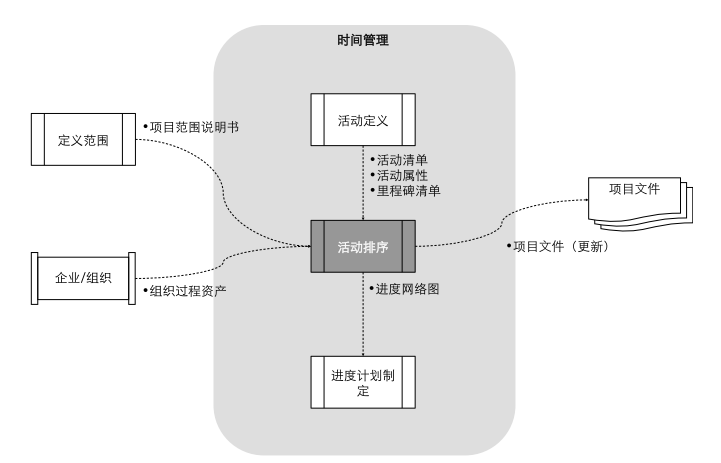 时间管理
活动定义
•项目范围说明书
定义范围
•活动清单
•活动属性
•里程碑清单
项目文件
活动排序
•项目文件（更新）
企业/组织
•组织过程资产
•进度网络图
进度计划制
定